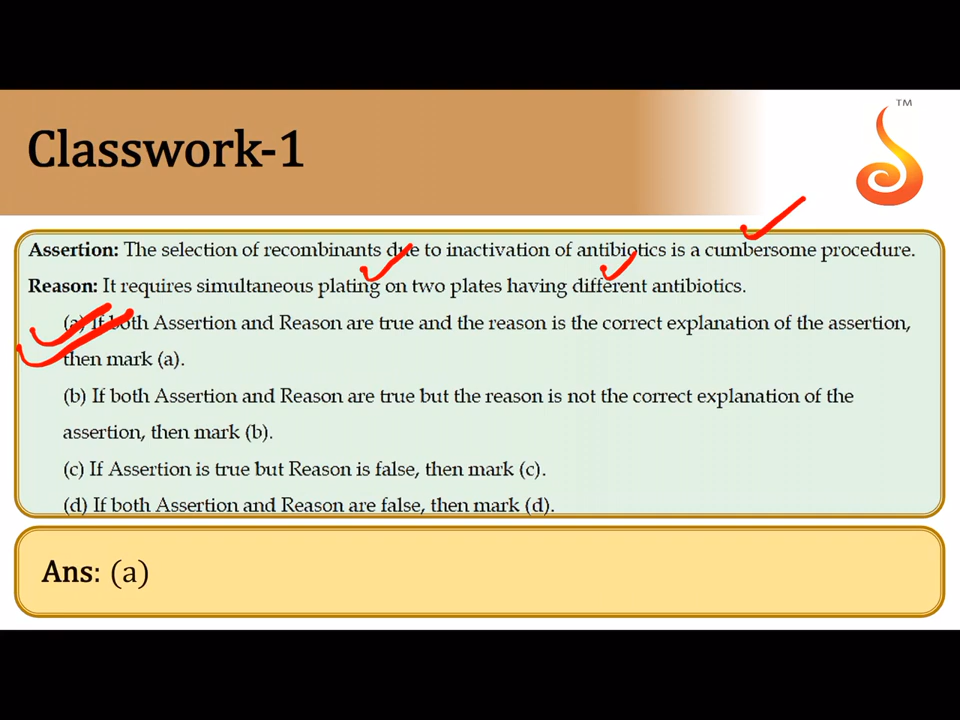 TM
Classwork-1
Assertion: The selection of recombinants due to inactivation of antibiotics is a cumbersome procedure.
Reason: It requires simultaneous plating on two plates having different antibiotics.
(a) If both Assertion and Reason are true and the reason is the correct explanation of the assertion,
then mark (a).
(b) If both Assertion and Reason are true but the reason is not the correct explanation of the
assertion, then mark (b).
(c) If Assertion is true but Reason is false, then mark (c).
(d) If both Assertion and Reason are false, then mark (d).
Ans: (a)